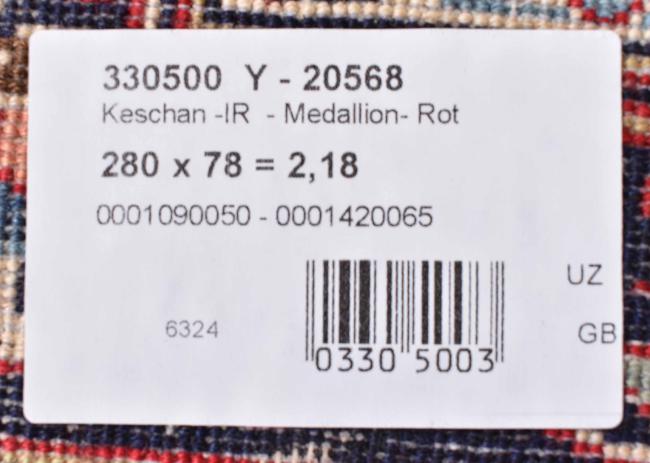 330500 Y - 20568
Keschan -IR - Medallion- Rot
280 x 78 = 2,18
0001090050 - 0001420065
UZ
6324
GB
0330 5003